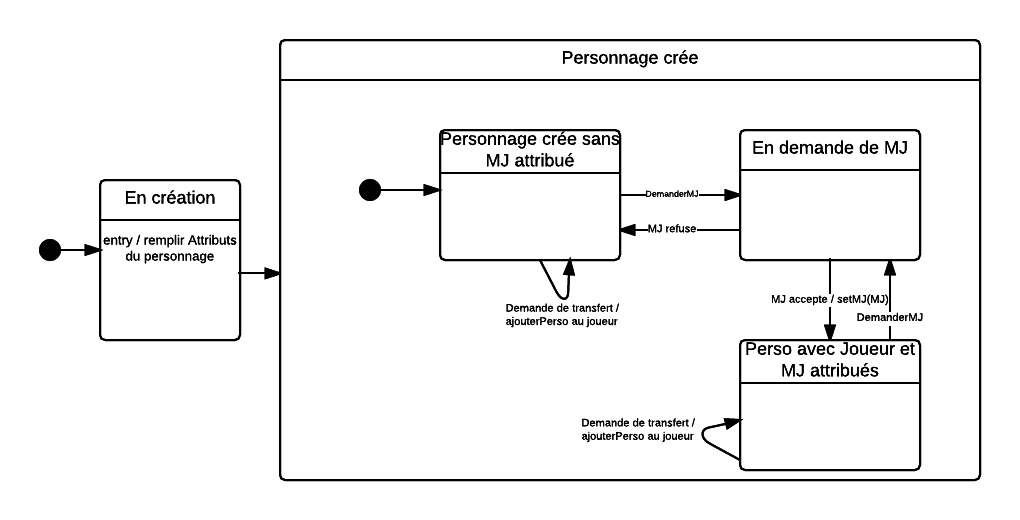 Personnage crée
Personnage crée sans
MJ attribué
En demande de MJ
En création
entry / remplir Attributs
du personnage
DemanderMJ
MJ refuse
Demande de transfert /
ajouterPerso au joueur
MJ accepte / setMJ(MJ)
DemanderMJ
Perso avec Joueur et
MJ attribués
Demande de transfert /
ajouterPerso au joueur